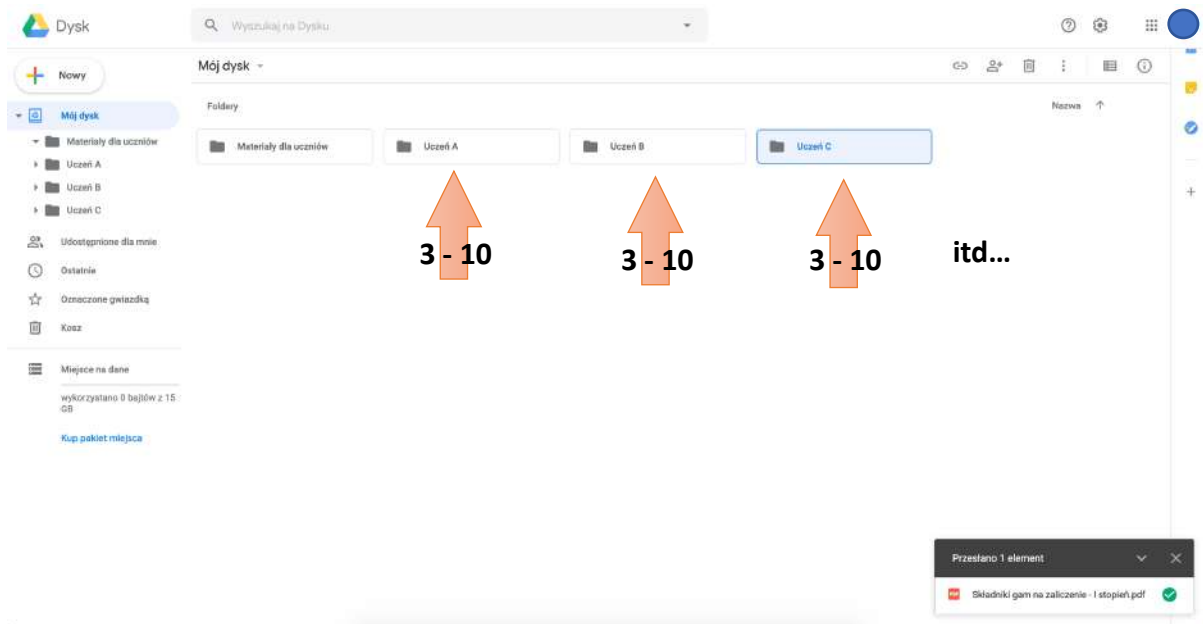 Dysk
Wyszukaj na Dysku
Nowy
Mój dysk
Mój dysk
Materiały dla uczniów
Uczeń A
Uczeń B
Uczeń C
Udostępnione dla mnie
Ostatnie
Oznaczone gwiazdką
Kosz
Miejsce na dane
wykorzystano 0 bajtów z 15
GB
Kup pakiet miejsca
Foldery
Nazwa
Materiały dla uczniów
Uczeń A
Uczeń B
Uczeń C
3 - 10
3 - 10
3 - 10
itd...
Przesłano 1 element
PDF
Składniki gam na zaliczenie - I stopień.pdf